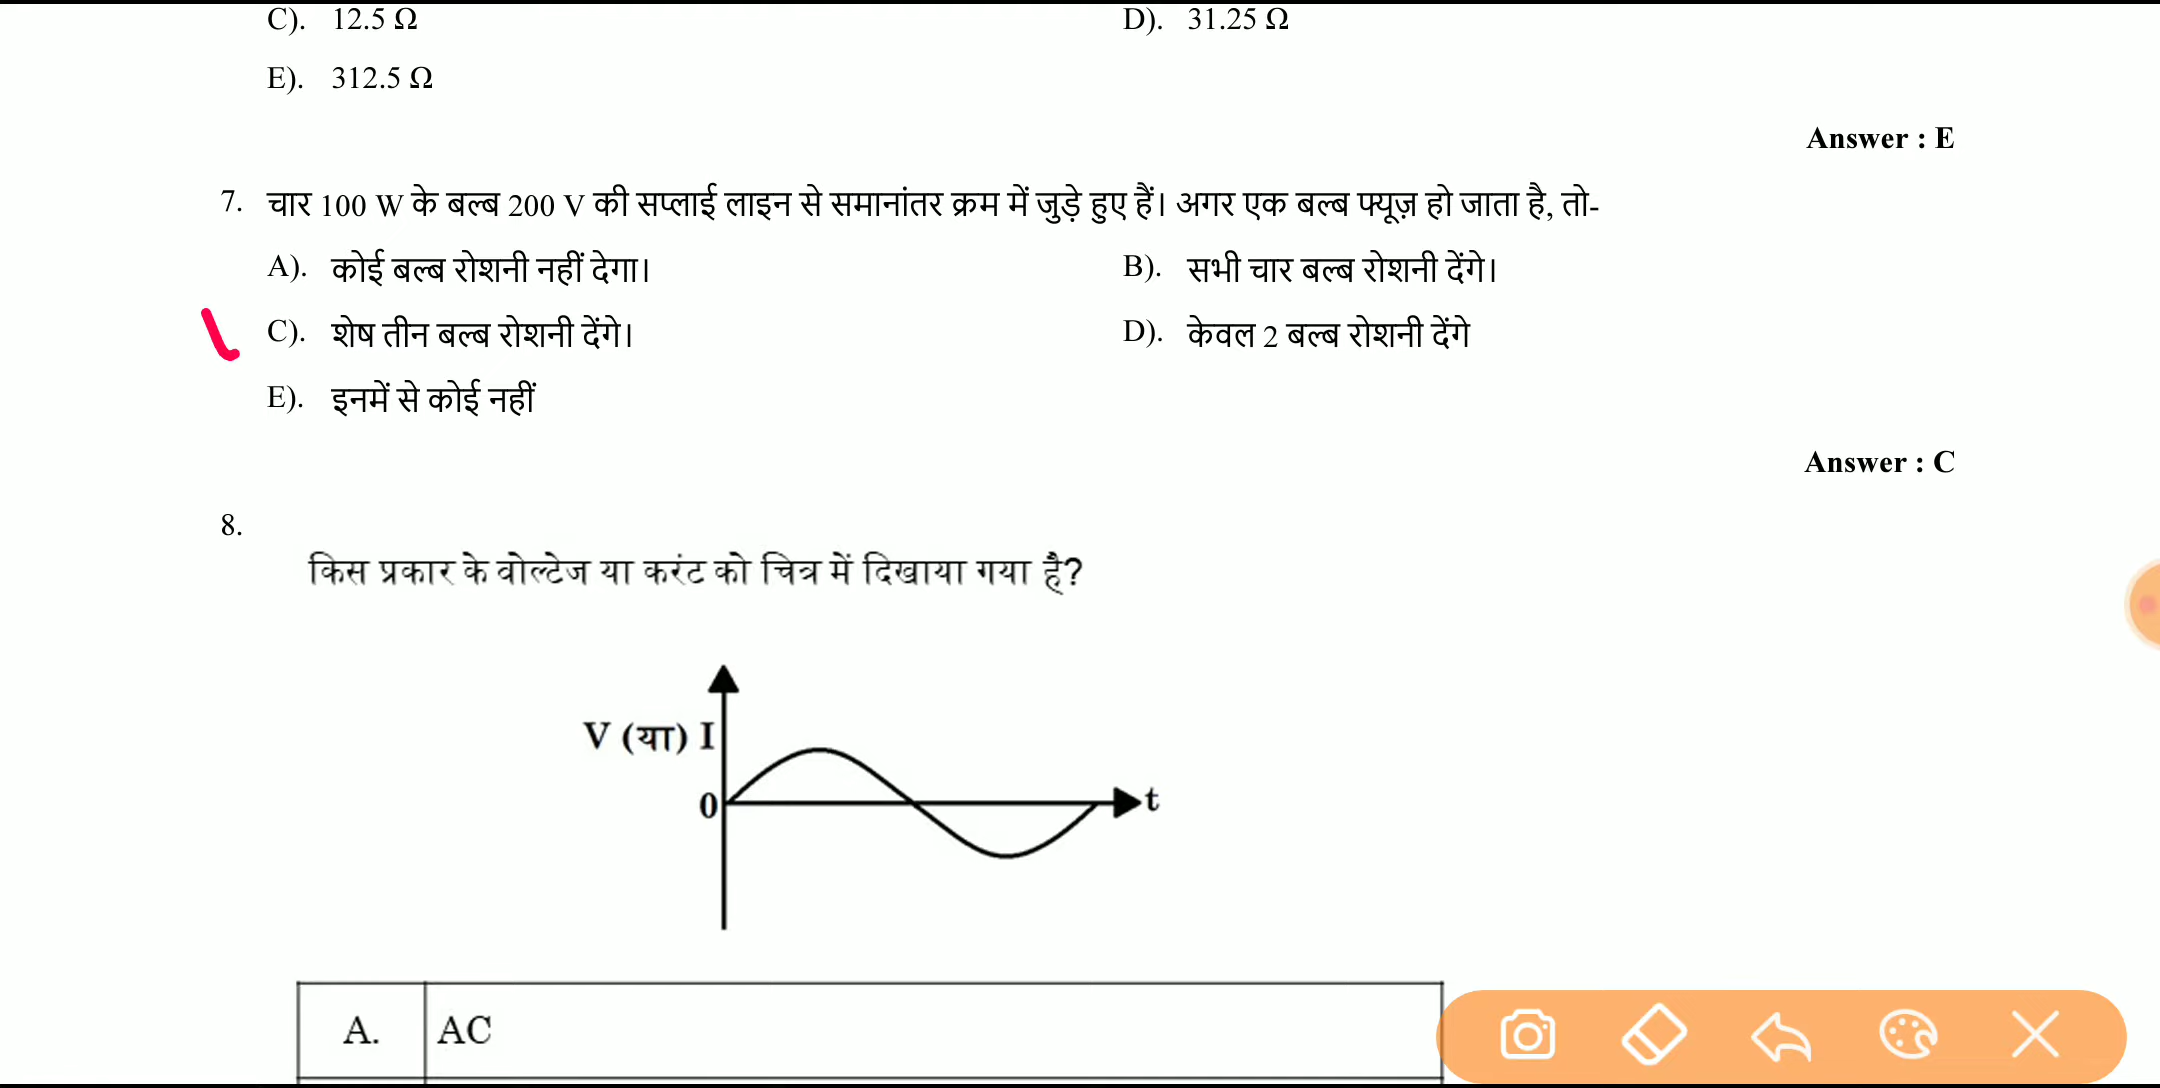 C). 12.5 Ω D). 31.25 Ω
E). 312.5 Ω
Answer : E
7. चार 100 W के बल्ब 200 V की सप्लाई लाइन से समानांतर क्रम में जुड़े हुए हैं। अगर एक बल्ब फ्यूज़ हो जाता है, तो-
A). कोई बल्ब रोशनी नहीं देगा। B). सभी चार बल्ब रोशनी देंगे।
C). शेष तीन बल्ब रोशनी देंगे। D). केवल 2 बल्ब रोशनी देंगे
E). इनमें से कोई नहीं
Answer : C
8.
किस प्रकार के वोल्टेज या करंट को चित्र में दिखाया गया है?
V (या) I
0 t
A. AC